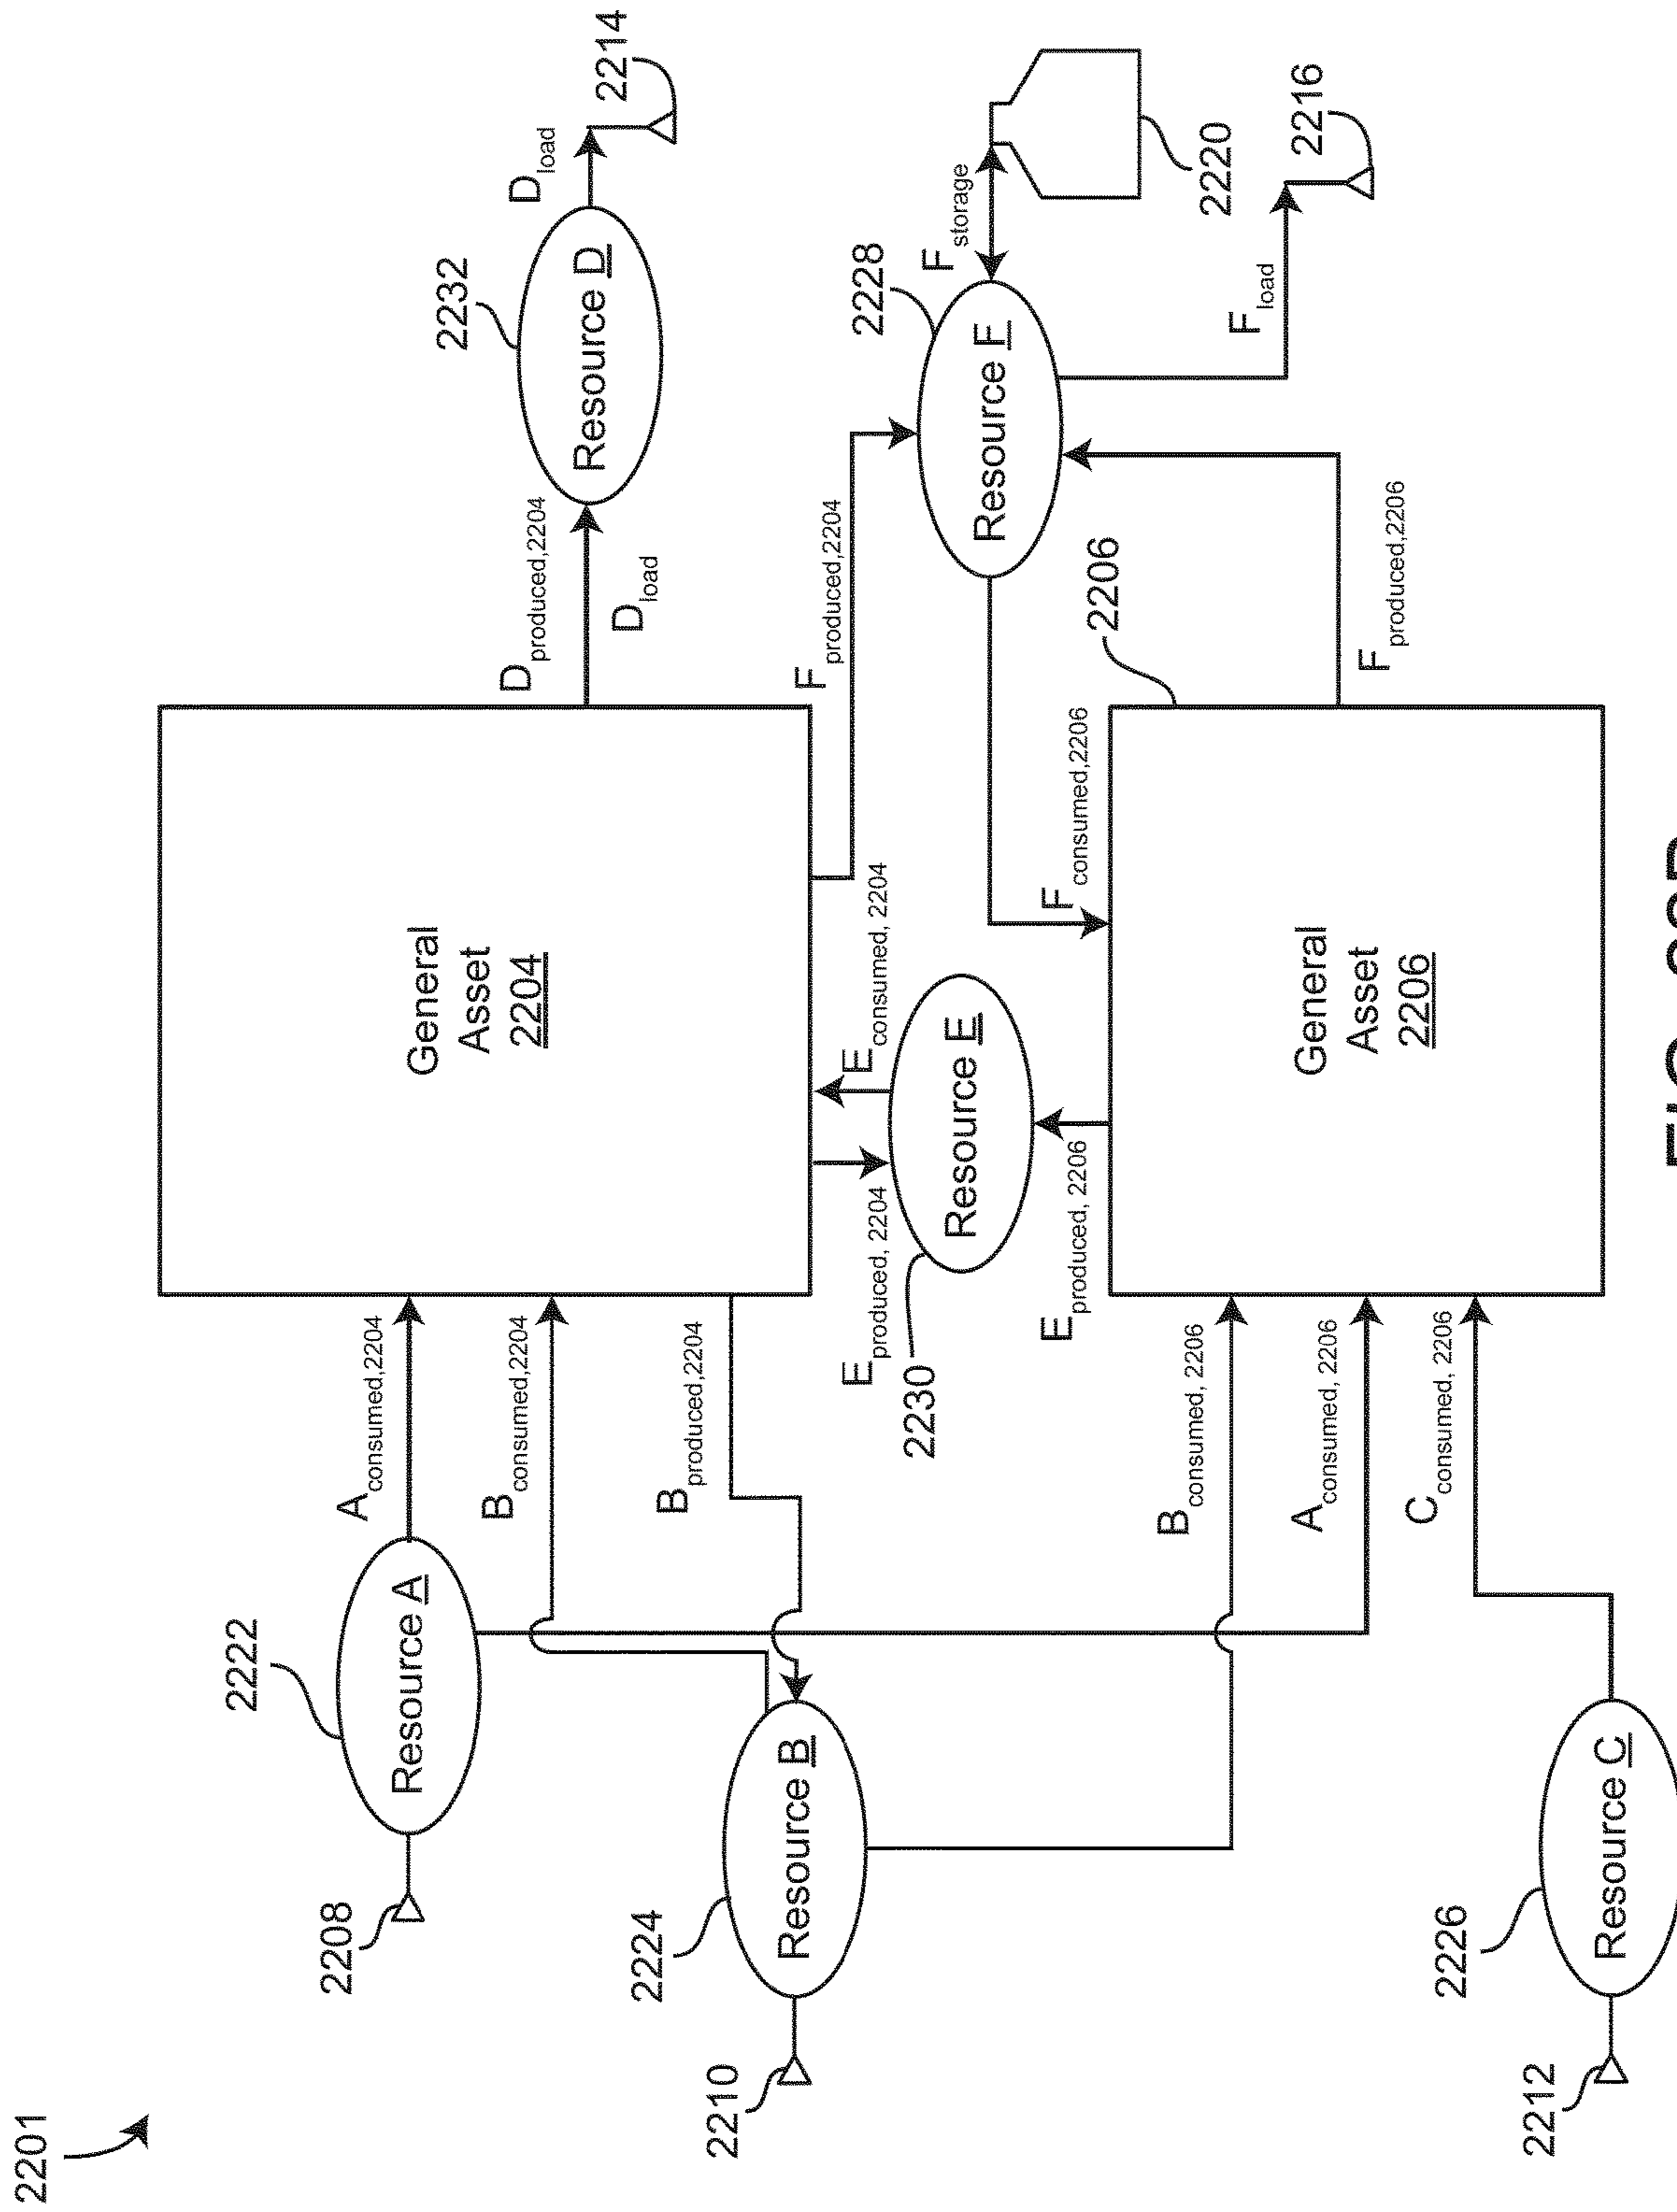 2201
2208
2222
Resource A
A consumed,2204
B consumed,2204
B produced,2204
General
Asset
2204
D produced,2204
D load
2232
Resource D
D load
2214
2210
2224
Resource B
E produced, 2204
E consumed, 2204
2230
Resource E
E produced, 2206
F produced,2204
2228
Resource F
F storage
2220
F load
2216
F consumed,2206
2206
F produced,2206
B consumed, 2206
A consumed, 2206
C consumed, 2206
General
Asset
2206
2212
2226
Resource C